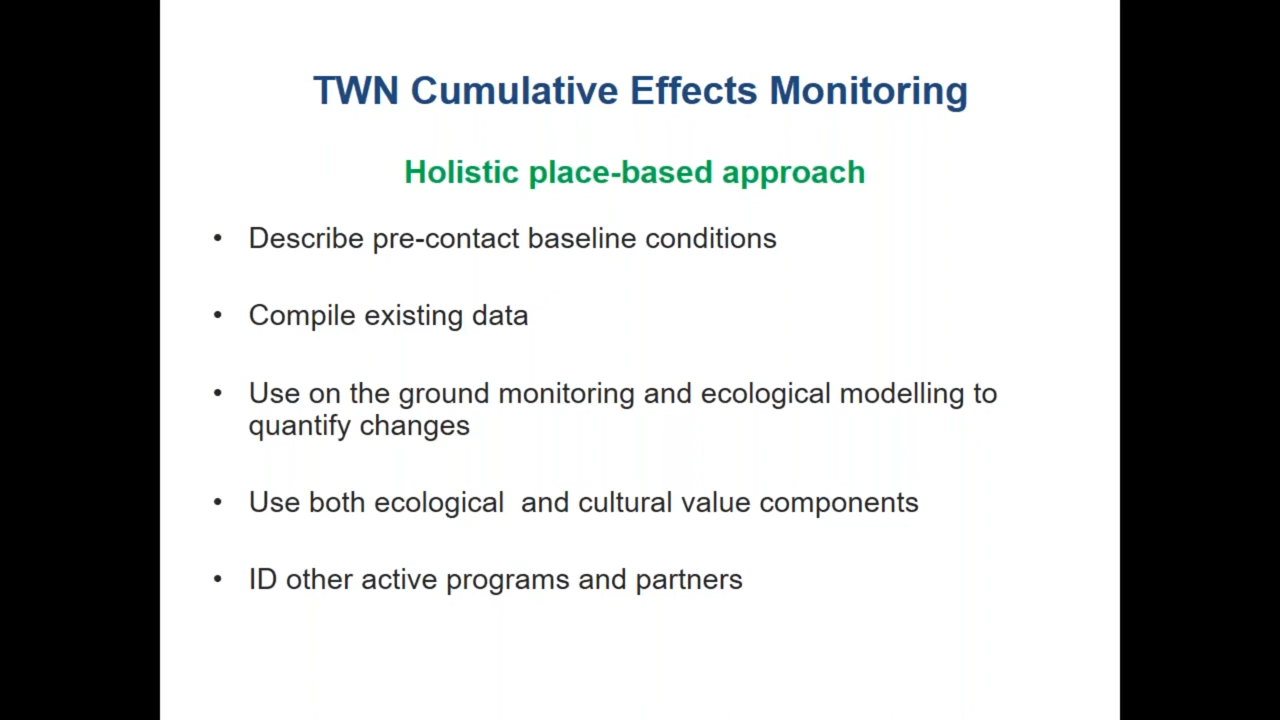 TWN Cumulative Effects Monitoring
Holistic place-based approach
• Describe pre-contact baseline conditions
• Compile existing data
• Use on the ground monitoring and ecological modelling to
quantify changes
• Use both ecological  and cultural value components
• ID other active programs and partners